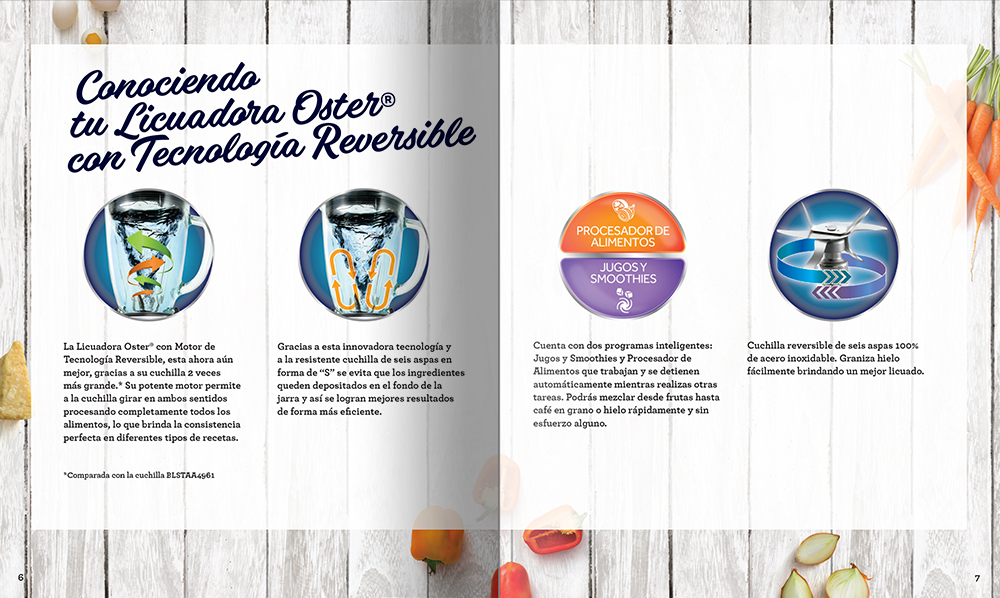 Conociendo
tu Licuadora Oster®
con Tecnología Reversible
La Licuadora Oster® con Motor de
Tecnología Reversible, esta ahora aún
mejor, gracias a su cuchilla 2 veces
más grande.* Su potente motor permite
a la cuchilla girar en ambos sentidos
procesando completamente todos los
alimentos, lo que brinda la consistencia
perfecta en diferentes tipos de recetas.
*Comparada con la cuchilla BLSTAA4961
Gracias a esta innovadora tecnología y
a la resistente cuchilla de seis aspas en
forma de “S” se evita que los ingredientes
queden depositados en el fondo de la
jarra y así se logran mejores resultados
de forma más eficiente.
PROCESADOR DE
ALIMENTOS
JUGOS Y
SMOOTHIES
Cuenta con dos programas inteligentes:
Jugos y Smoothies y Procesador de
Alimentos que trabajan y se detienen
automáticamente mientras realizas otras
tareas. Podrás mezclar desde frutas hasta
café en grano o hielo rápidamente y sin
esfuerzo alguno.
Cuchilla reversible de seis aspas 100%
de acero inoxidable. Graniza hielo
fácilmente brindando un mejor licuado.
6
7